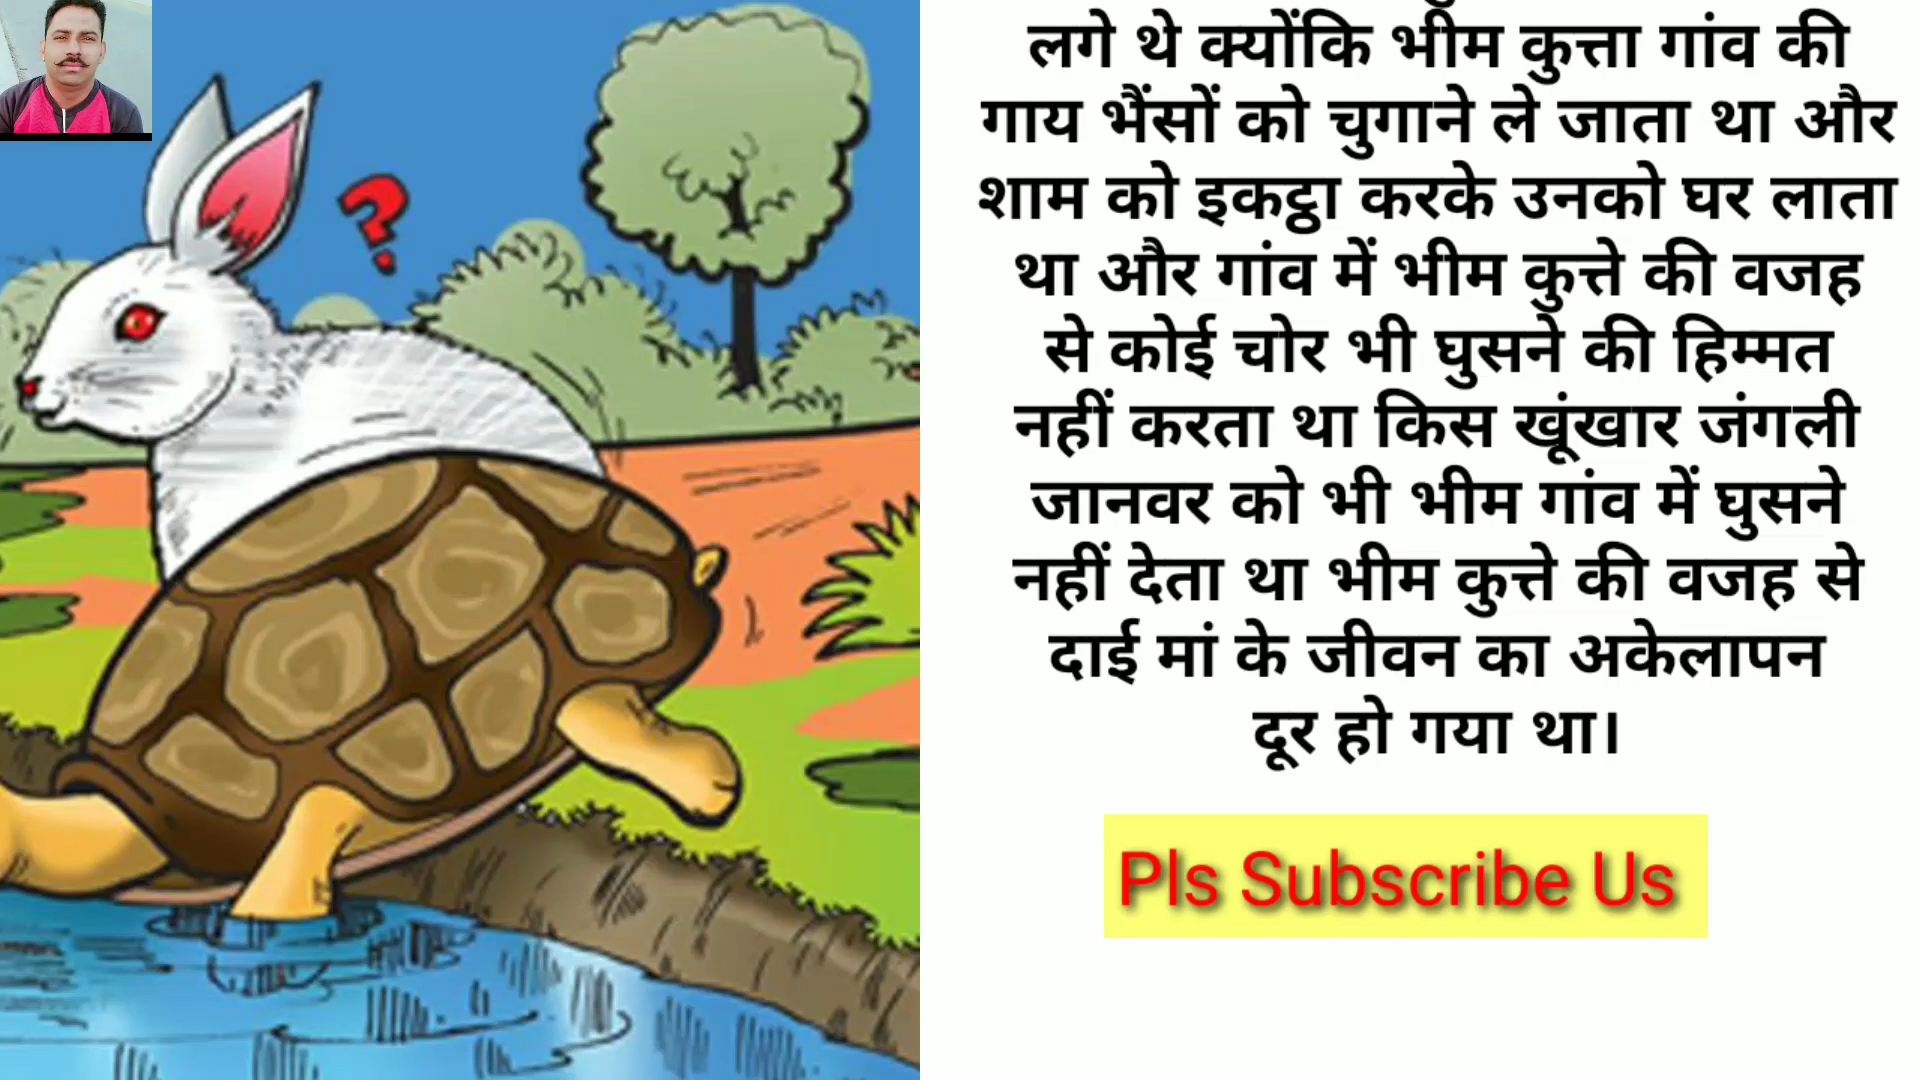 लगे थे क्योंकि भीम कुत्ता गांव की
गाय भैंसों को चुगाने ले जाता था और
शाम को इकट्ठा करके उनको घर लाता
था और गांव में भीम कुत्ते की वजह
से कोई चोर भी घुसने की हिम्मत
नहीं करता था किस खूंखार जंगली
जानवर को भी भीम गांव में घुसने
नहीं देता था भीम कुत्ते की वजह से
दाई मां के जीवन का अकेलापन
दूर हो गया था।
Pls Subscribe Us
?